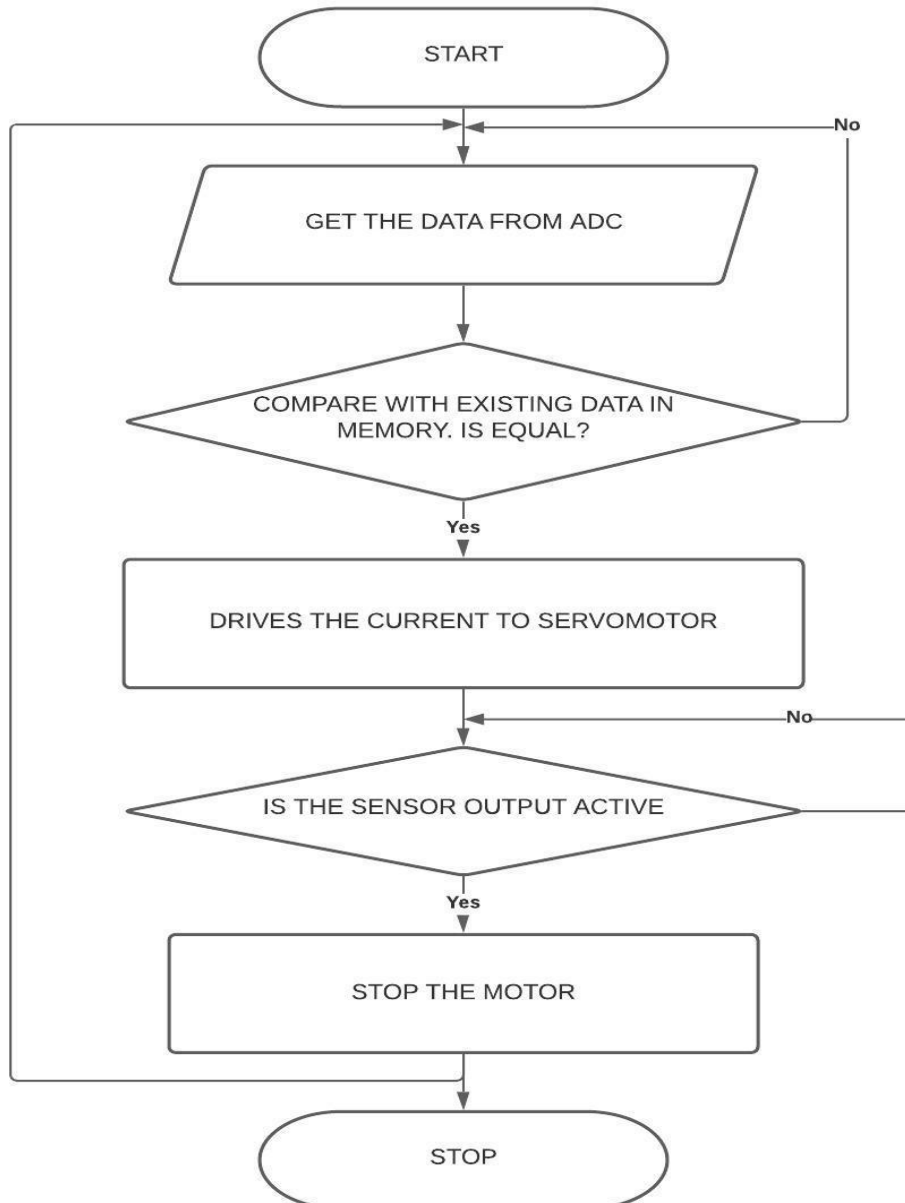 START
No
GET THE DATA FROM ADC
COMPARE WITH EXISTING DATA IN
MEMORY. IS EQUAL?
Yes
DRIVES THE CURRENT TO SERVOMOTOR
No
IS THE SENSOR OUTPUT ACTIVE
Yes
STOP THE MOTOR
STOP